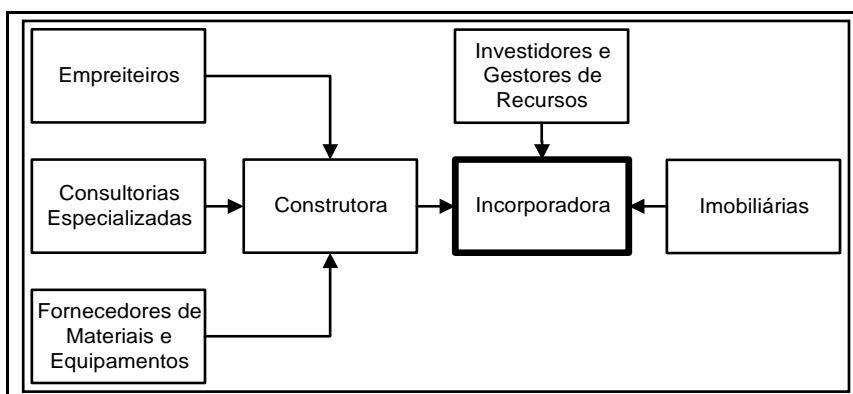 Empreiteiros
Investidores e
Gestores de
Recursos
Consultorias
Especializadas
Construtora
Incorporadora
Imobiliárias
Fornecedores de
Materiais e
Equipamentos